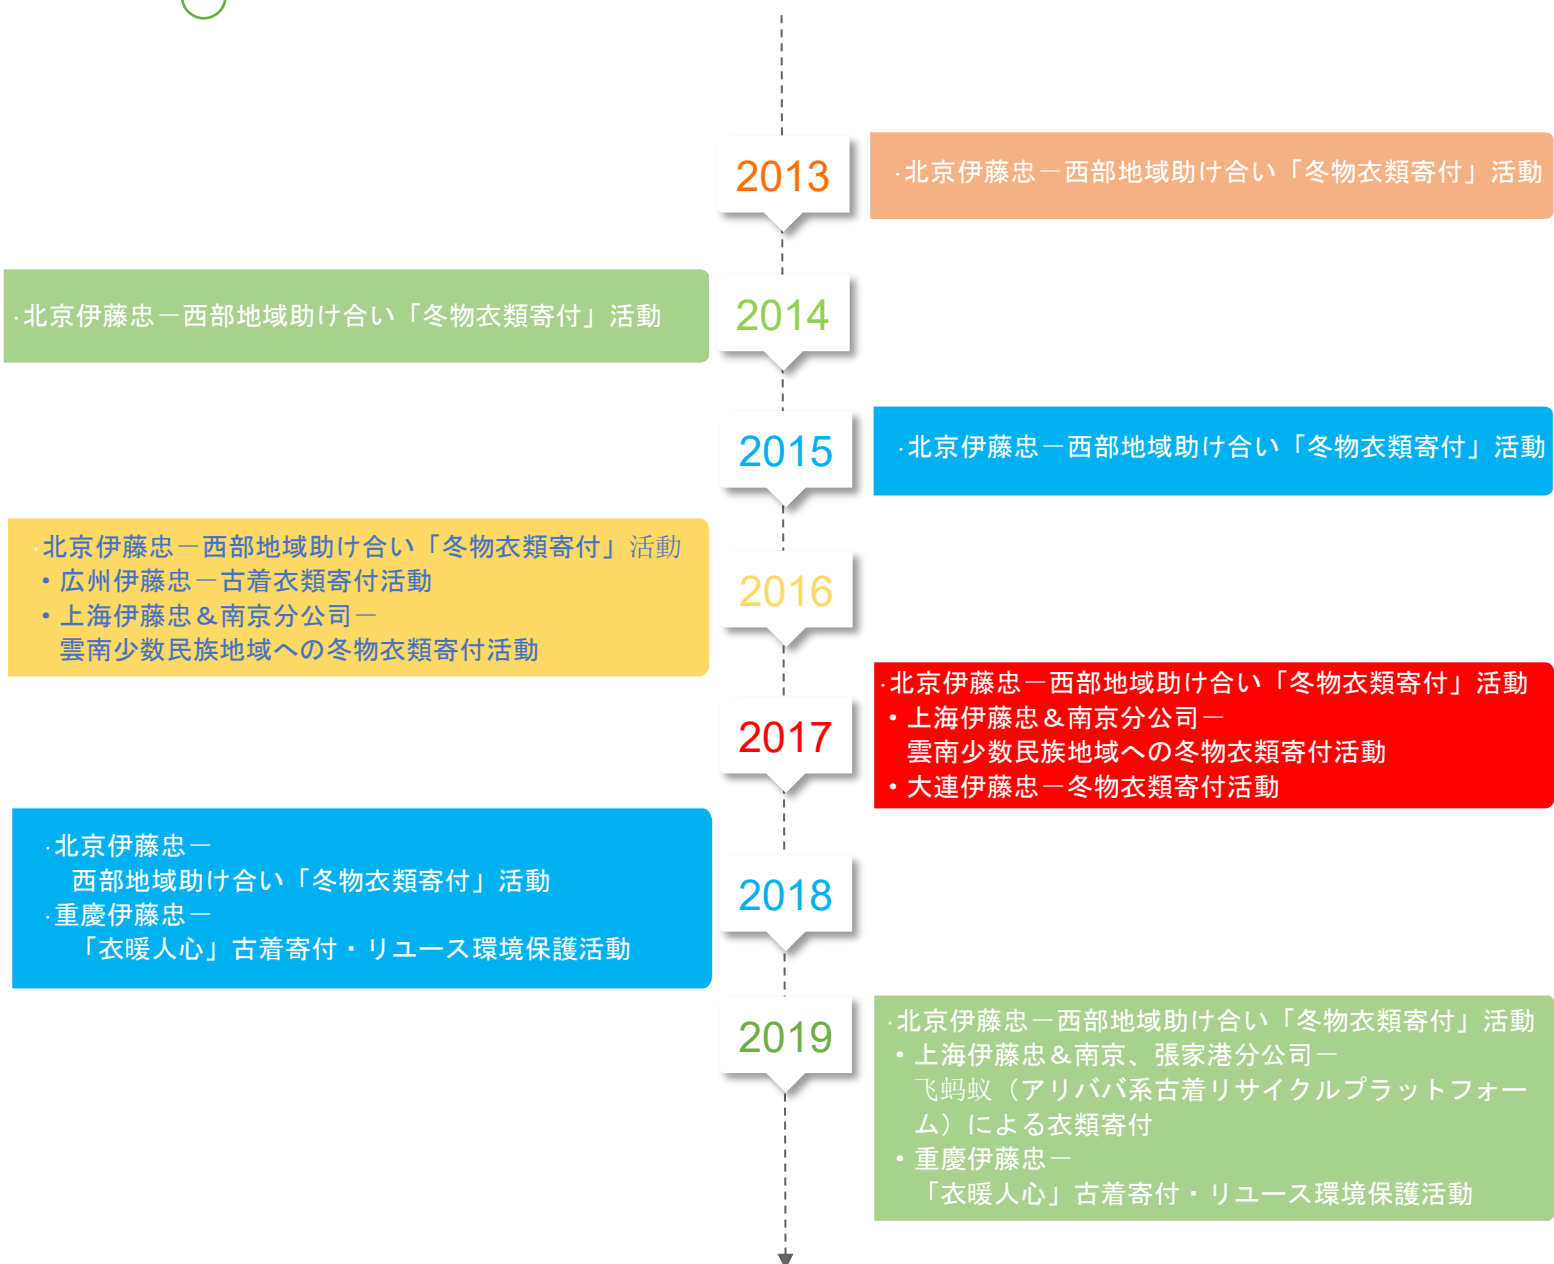 2013
·北京伊藤忠－西部地域助け合い「冬物衣類寄付」活動
·北京伊藤忠－西部地域助け合い「冬物衣類寄付」活動
2014
2015
·北京伊藤忠－西部地域助け合い「冬物衣類寄付」活動
·北京伊藤忠－西部地域助け合い「冬物衣類寄付」活動
・広州伊藤忠－古着衣類寄付活動
・上海伊藤忠＆南京分公司－
雲南少数民族地域への冬物衣類寄付活動
2016
2017
·北京伊藤忠－西部地域助け合い「冬物衣類寄付」活動
・上海伊藤忠＆南京分公司－
雲南少数民族地域への冬物衣類寄付活動
・大連伊藤忠－冬物衣類寄付活動
·北京伊藤忠－
西部地域助け合い「冬物衣類寄付」活動
·重慶伊藤忠－
「衣暖人心」古着寄付・リユース環境保護活動
2018
2019
·北京伊藤忠－西部地域助け合い「冬物衣類寄付」活動
・上海伊藤忠＆南京、張家港分公司－
飞蚂蚁（アリババ系古着リサイクルプラットフォー
ム）による衣類寄付
・重慶伊藤忠－
「衣暖人心」古着寄付・リユース環境保護活動